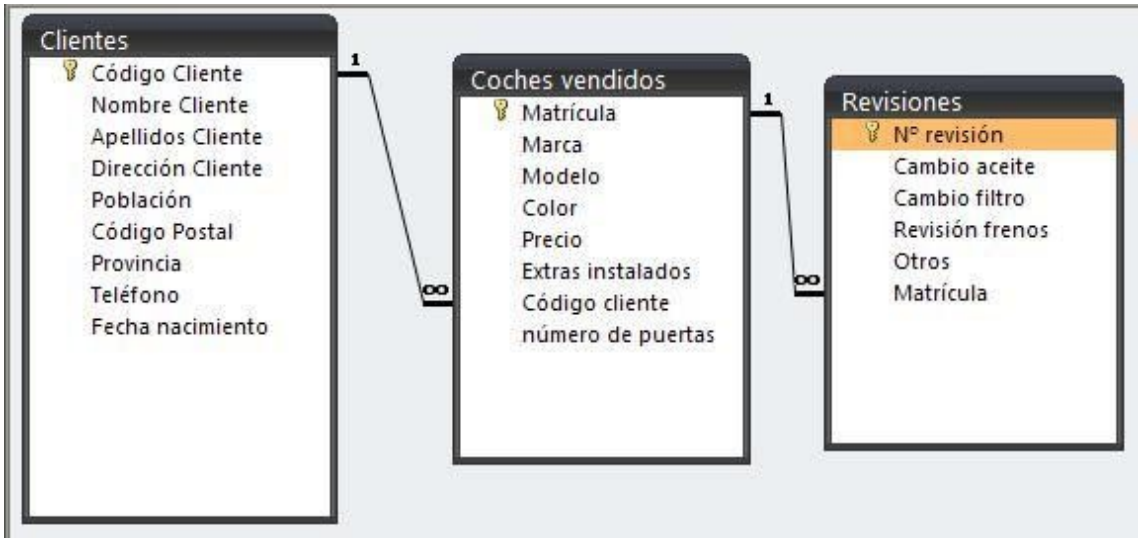 Clientes
Código Cliente
Nombre Cliente
Apellidos Cliente
Dirección Cliente
Población
Código Postal
Provincia
Teléfono
Fecha nacimiento
1
∞
Coches vendidos
Matrícula
Marca
Modelo
Color
Precio
Extras instalados
Código cliente
número de puertas
1
∞
Revisiones
Nº revisión
Cambio aceite
Cambio filtro
Revisión frenos
Otros
Matrícula